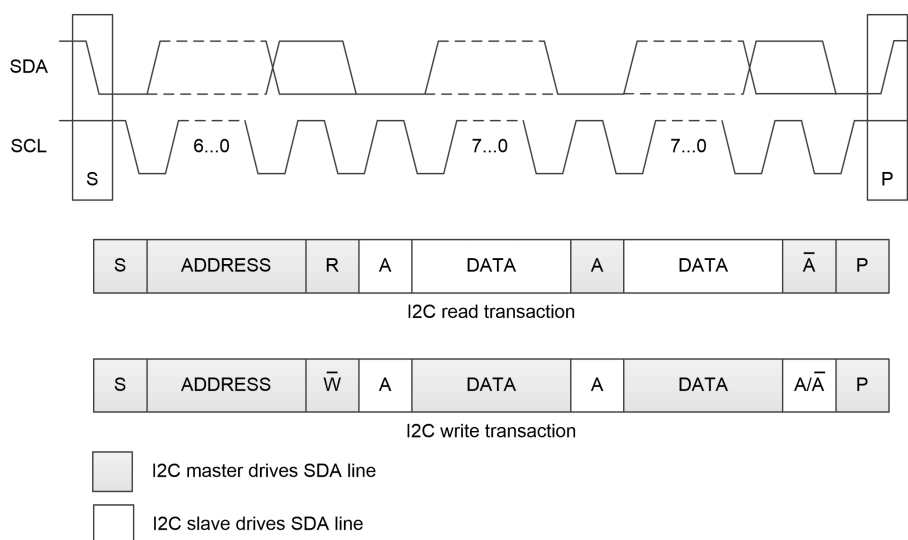 SDA
SCL 6...0 7...0 7...0
S P
S ADDRESS R A DATA A DATA A̅ P
I2C read transaction
S ADDRESS W̅ A DATA A DATA A/A̅ P
I2C write transaction
I2C master drives SDA line
I2C slave drives SDA line